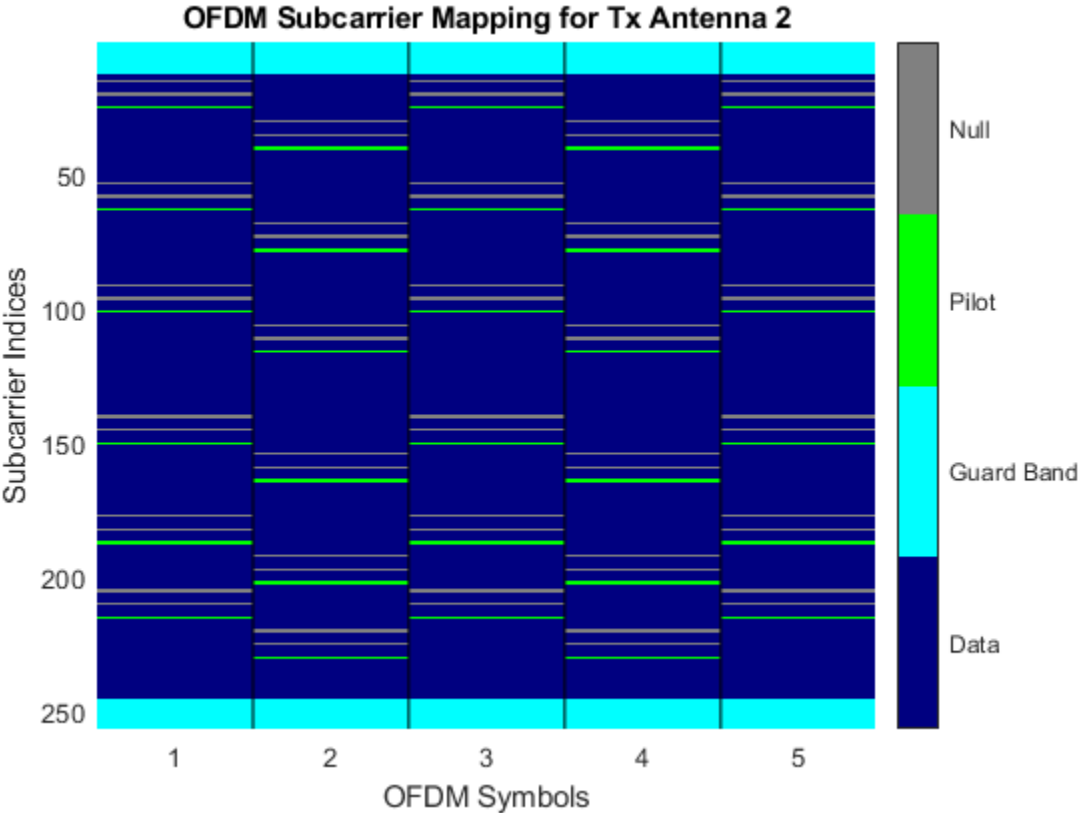 OFDM Subcarrier Mapping for Tx Antenna 2
Null
50
Pilot
100
Subcarrier Indices
150
Guard Band
200
Data
250
1 2 3 4 5
OFDM Symbols